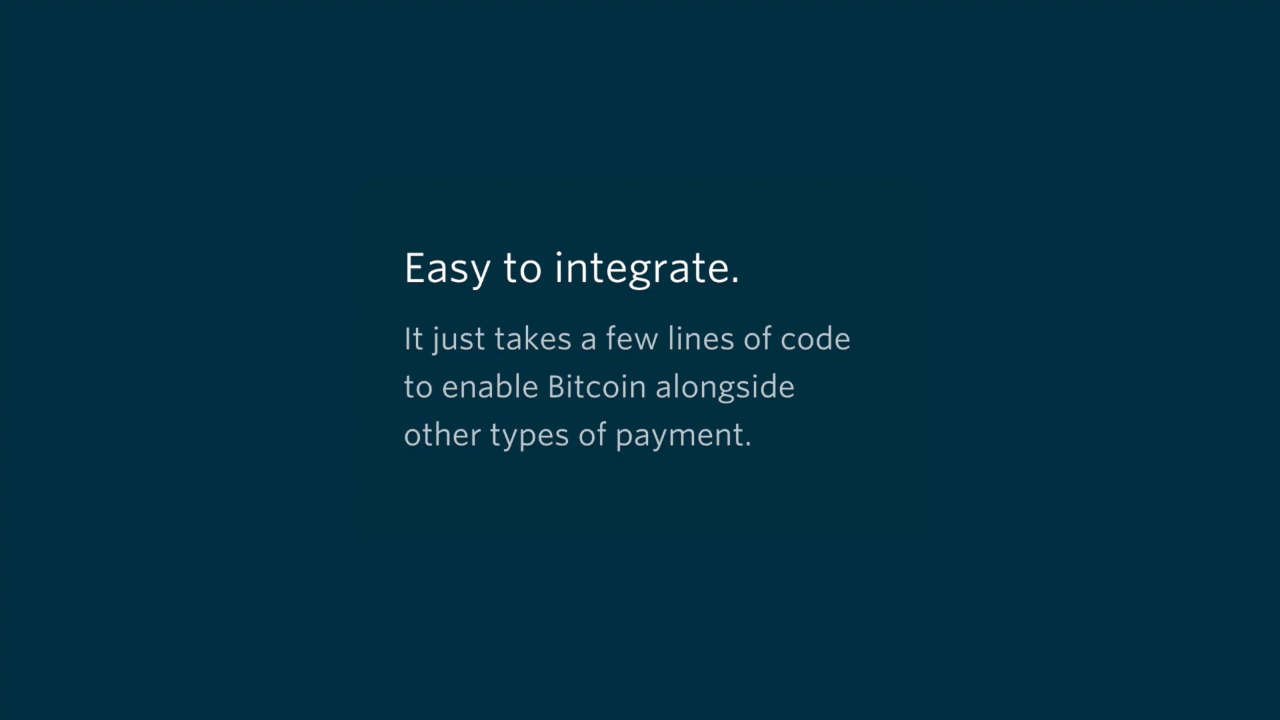 Easy to integrate.
It just takes a few lines of code
to enable Bitcoin alongside
other types of payment.